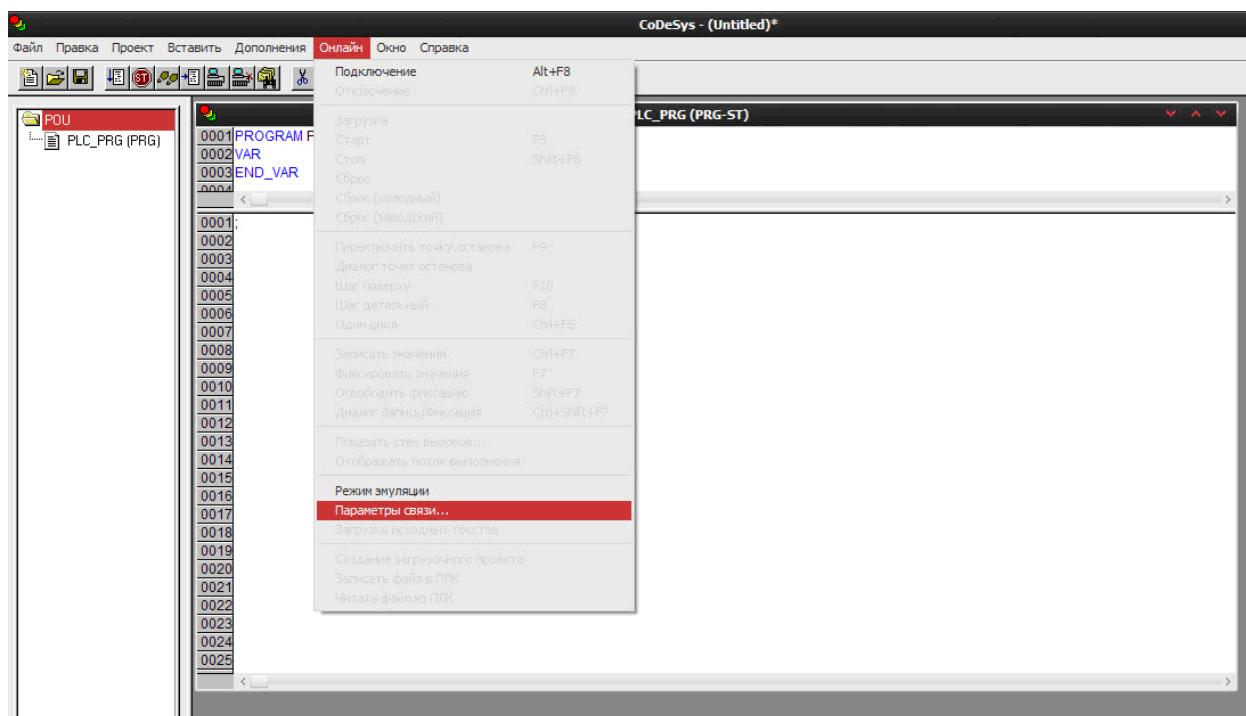 CoDeSys - (Untitled)*
Файл Правка Проект Вставить Дополнения Онлайн Окно Справка
Подключение Alt+F8
Отключение Ctrl+F8
Загрузка
Старт F5
Стоп Shift+F8
Сброс
Сброс (холодный)
Сброс (заводской)
Переключить точку останова F9
Диалог точек останова
Шаг поверху F10
Шаг детальный F8
Один цикл Ctrl+F5
Записать значения Ctrl+F7
Фиксировать значения F7
Освободить фиксацию Shift+F7
Диалог Запись/Фиксация Ctrl+Shift+F7
Показать стек вызовов...
Отображать поток выполнения
Режим эмуляции
Параметры связи...
Загрузка исходных текстов
Создание загрузочного проекта
Записать файл в ПЛК
Читать файл из ПЛК
POU
PLC_PRG (PRG)
LC_PRG (PRG-ST)
0001 PROGRAM P
0002 VAR
0003 END_VAR
0004
0001 ;
0002
0003
0004
0005
0006
0007
0008
0009
0010
0011
0012
0013
0014
0015
0016
0017
0018
0019
0020
0021
0022
0023
0024
0025